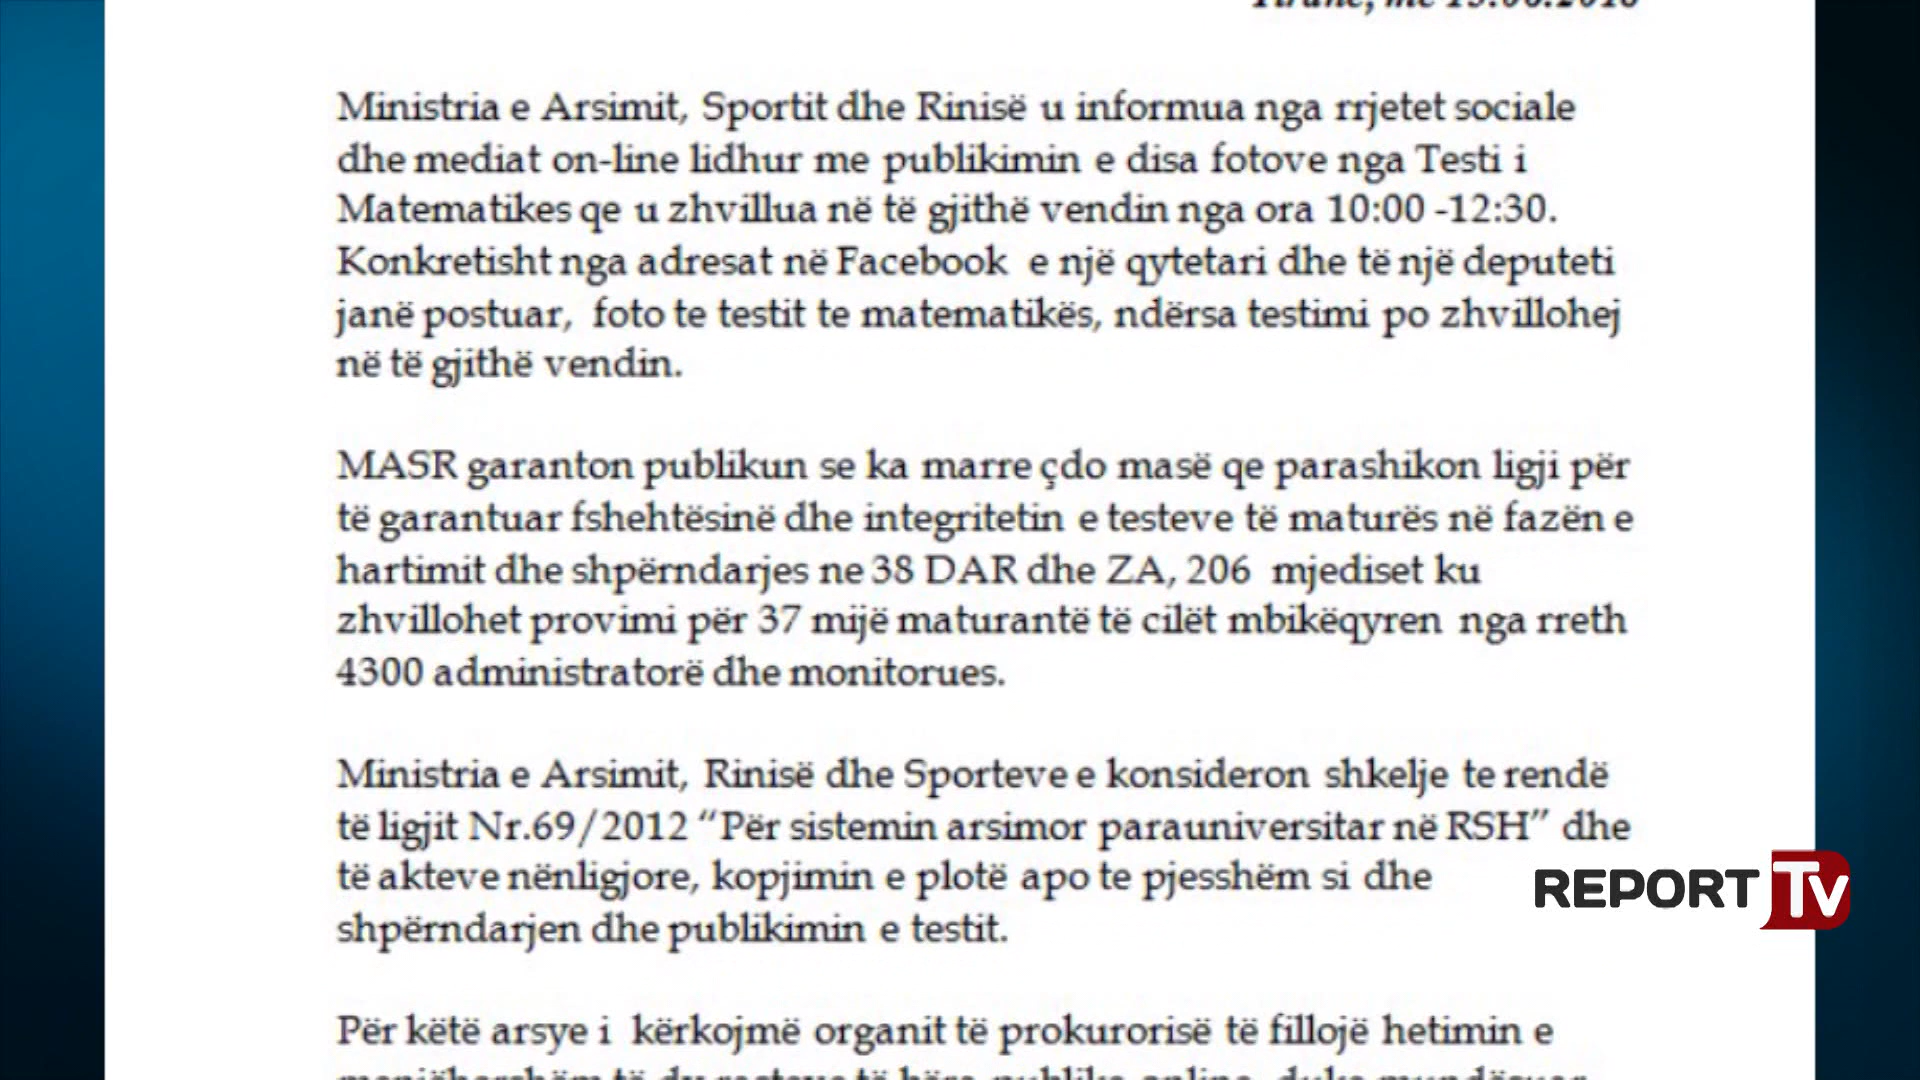 Tiranë, më 15.06.2018
Ministria e Arsimit, Sportit dhe Rinisë u informua nga rrjetet sociale
dhe mediat on-line lidhur me publikimin e disa fotove nga Testi i
Matematikes qe u zhvillua në të gjithë vendin nga ora 10:00 -12:30.
Konkretisht nga adresat në Facebook e një qytetari dhe të një deputeti
janë postuar, foto te testit te matematikës, ndërsa testimi po zhvillohej
në të gjithë vendin.
MASR garanton publikun se ka marre çdo masë qe parashikon ligji për
të garantuar fshehtësinë dhe integritetin e testeve të maturës në fazën e
hartimit dhe shpërndarjes ne 38 DAR dhe ZA, 206 mjediset ku
zhvillohet provimi për 37 mijë maturantë të cilët mbikëqyren nga rreth
4300 administratorë dhe monitorues.
Ministria e Arsimit, Rinisë dhe Sporteve e konsideron shkelje te rendë
të ligjit Nr.69/2012 “Për sistemin arsimor parauniversitar në RSH” dhe
të akteve nënligjore, kopjimin e plotë apo te pjesshëm si dhe
shpërndarjen dhe publikimin e testit.
REPORT TV
Për këtë arsye i kërkojmë organit të prokurorisë të fillojë hetimin e